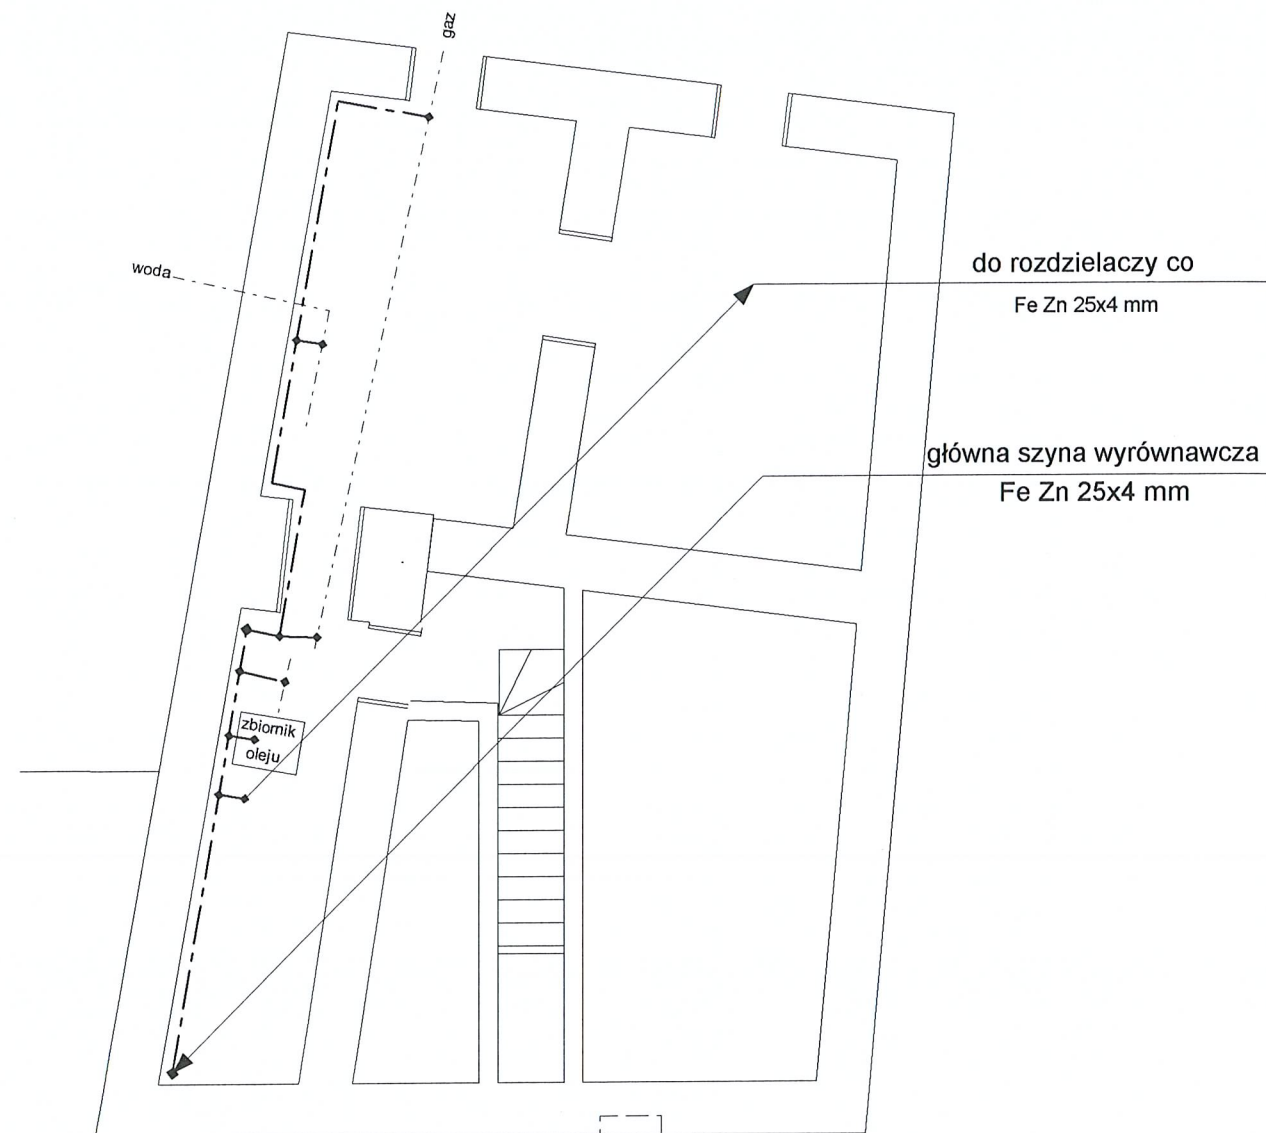 gaz
woda
do rozdzielaczy co
Fe Zn 25x4 mm
główna szyna wyrównawcza
Fe Zn 25x4 mm
zbiornik
oleju